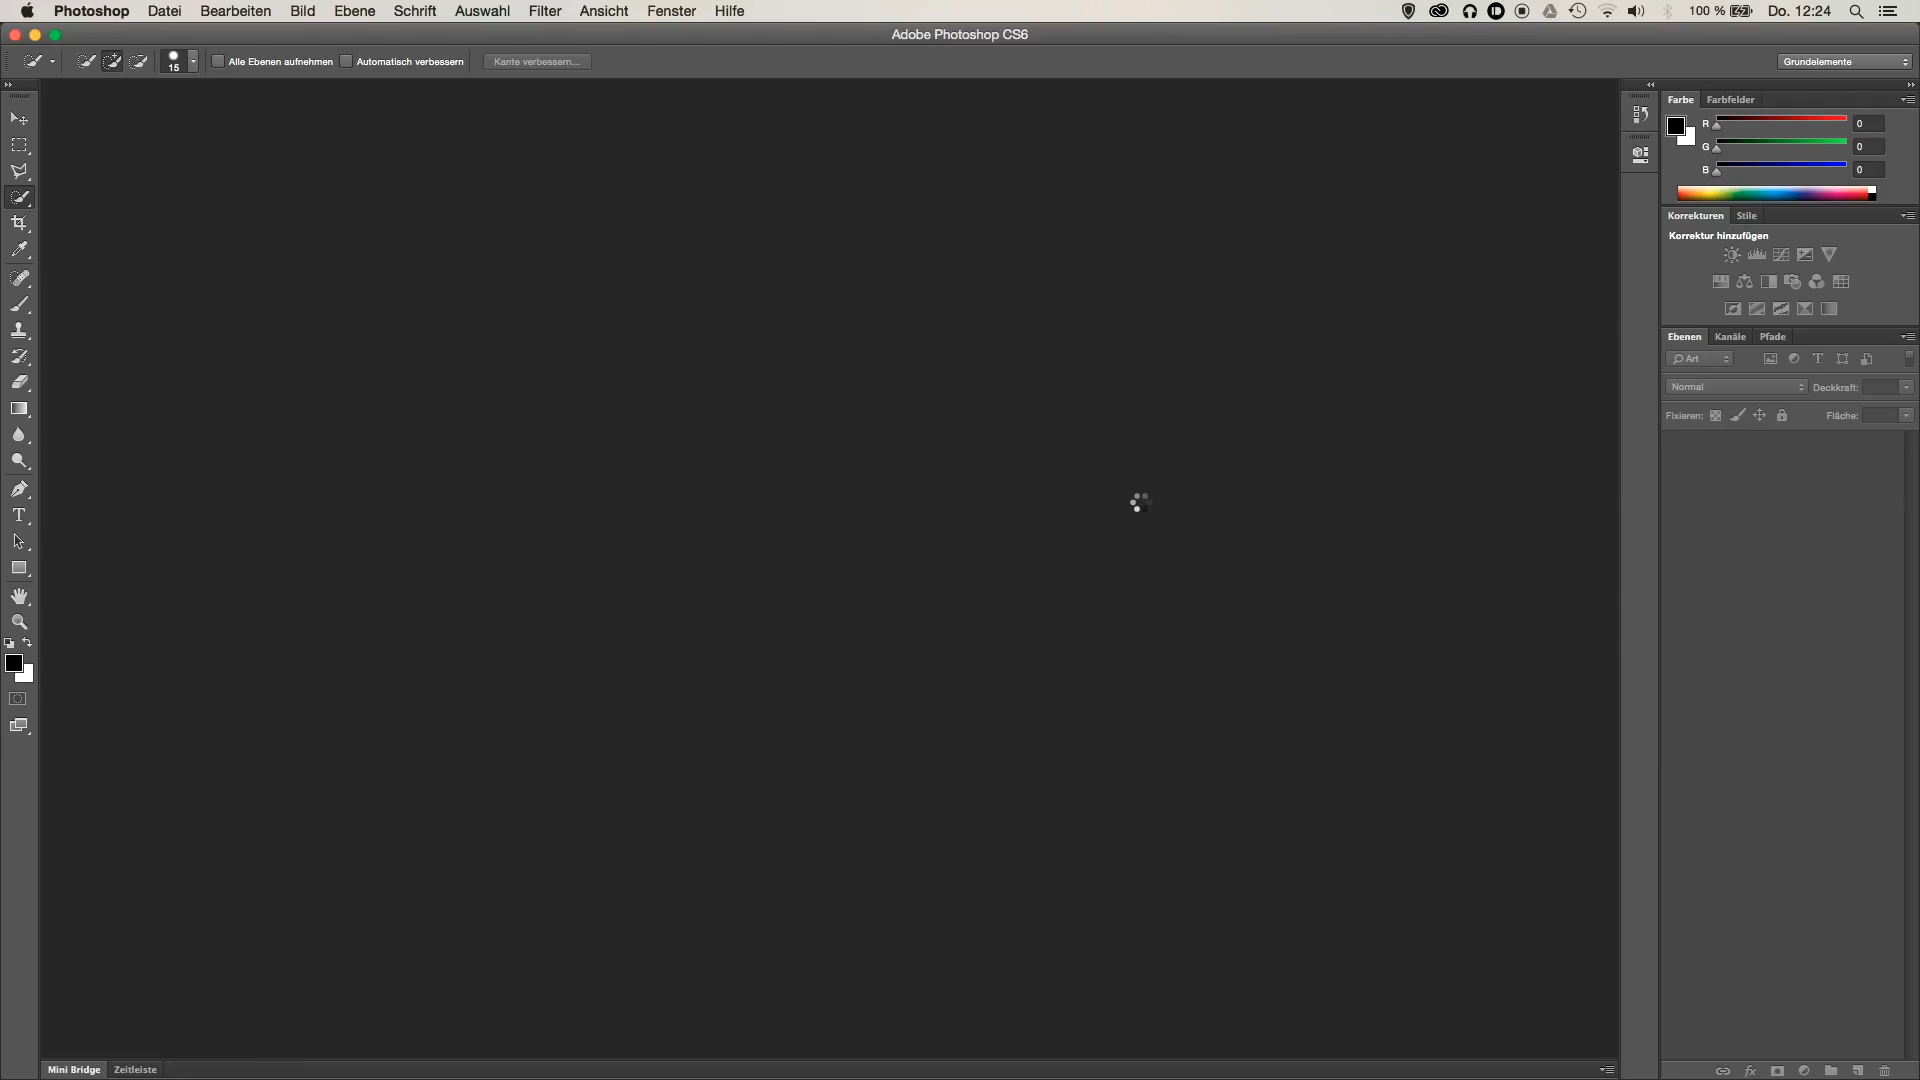 Photoshop Datei Bearbeiten Bild Ebene Schrift Auswahl Filter Ansicht Fenster Hilfe 100 % Do. 12:24
Adobe Photoshop CS6
15 Alle Ebenen aufnehmen Automatisch verbessern Kante verbessern... Grundelemente
Farbe Farbfelder
R 0
G 0
B 0
Korrekturen Stile
Korrektur hinzufügen
Ebenen Kanäle Pfade
Art
Normal Deckkraft:
Fixieren: Fläche:
Mini Bridge Zeitleiste